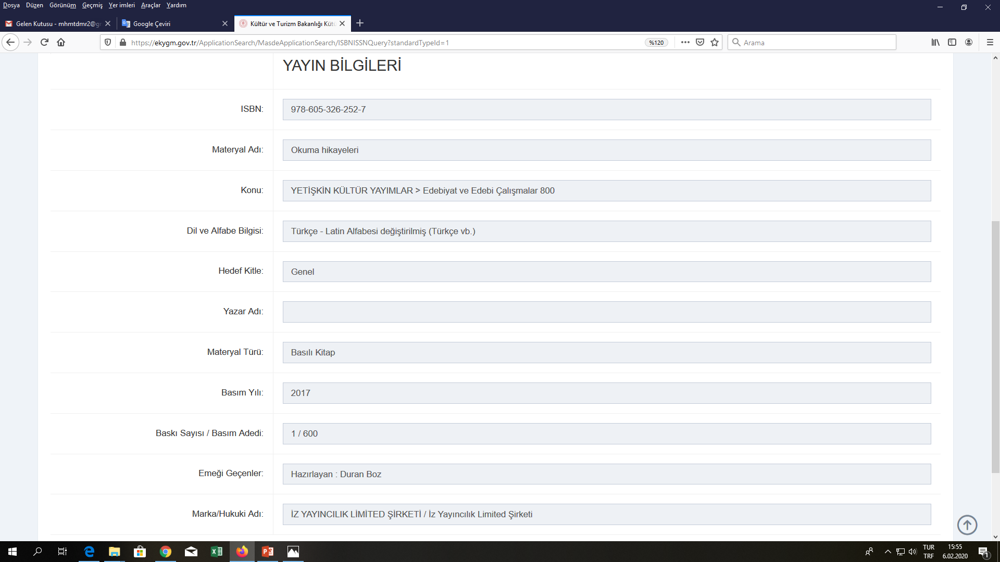 Dosya Düzen Görünüm Geçmiş Yer imleri Araçlar Yardım
Gelen Kutusu - mhmtdmr2@g
Google Çeviri
Kültür ve Turizm Bakanlığı Kütü
https://ekygm.gov.tr/ApplicationSearch/MasdeApplicationSearch/ISBNISSNQuery?standardTypeId=1
%120
Arama
YAYIN BİLGİLERİ
ISBN: 978-605-326-252-7
Materyal Adı: Okuma hikayeleri
Konu: YETİŞKİN KÜLTÜR YAYIMLAR > Edebiyat ve Edebi Çalışmalar 800
Dil ve Alfabe Bilgisi: Türkçe - Latin Alfabesi değiştirilmiş (Türkçe vb.)
Hedef Kitle: Genel
Yazar Adı:
Materyal Türü: Basılı Kitap
Basım Yılı: 2017
Baskı Sayısı / Basım Adedi: 1 / 600
Emeği Geçenler: Hazırlayan : Duran Boz
Marka/Hukuki Adı: İZ YAYINCILIK LİMİTED ŞİRKETİ / İz Yayıncılık Limited Şirketi
TUR
TRF
15:55
6.02.2020
1